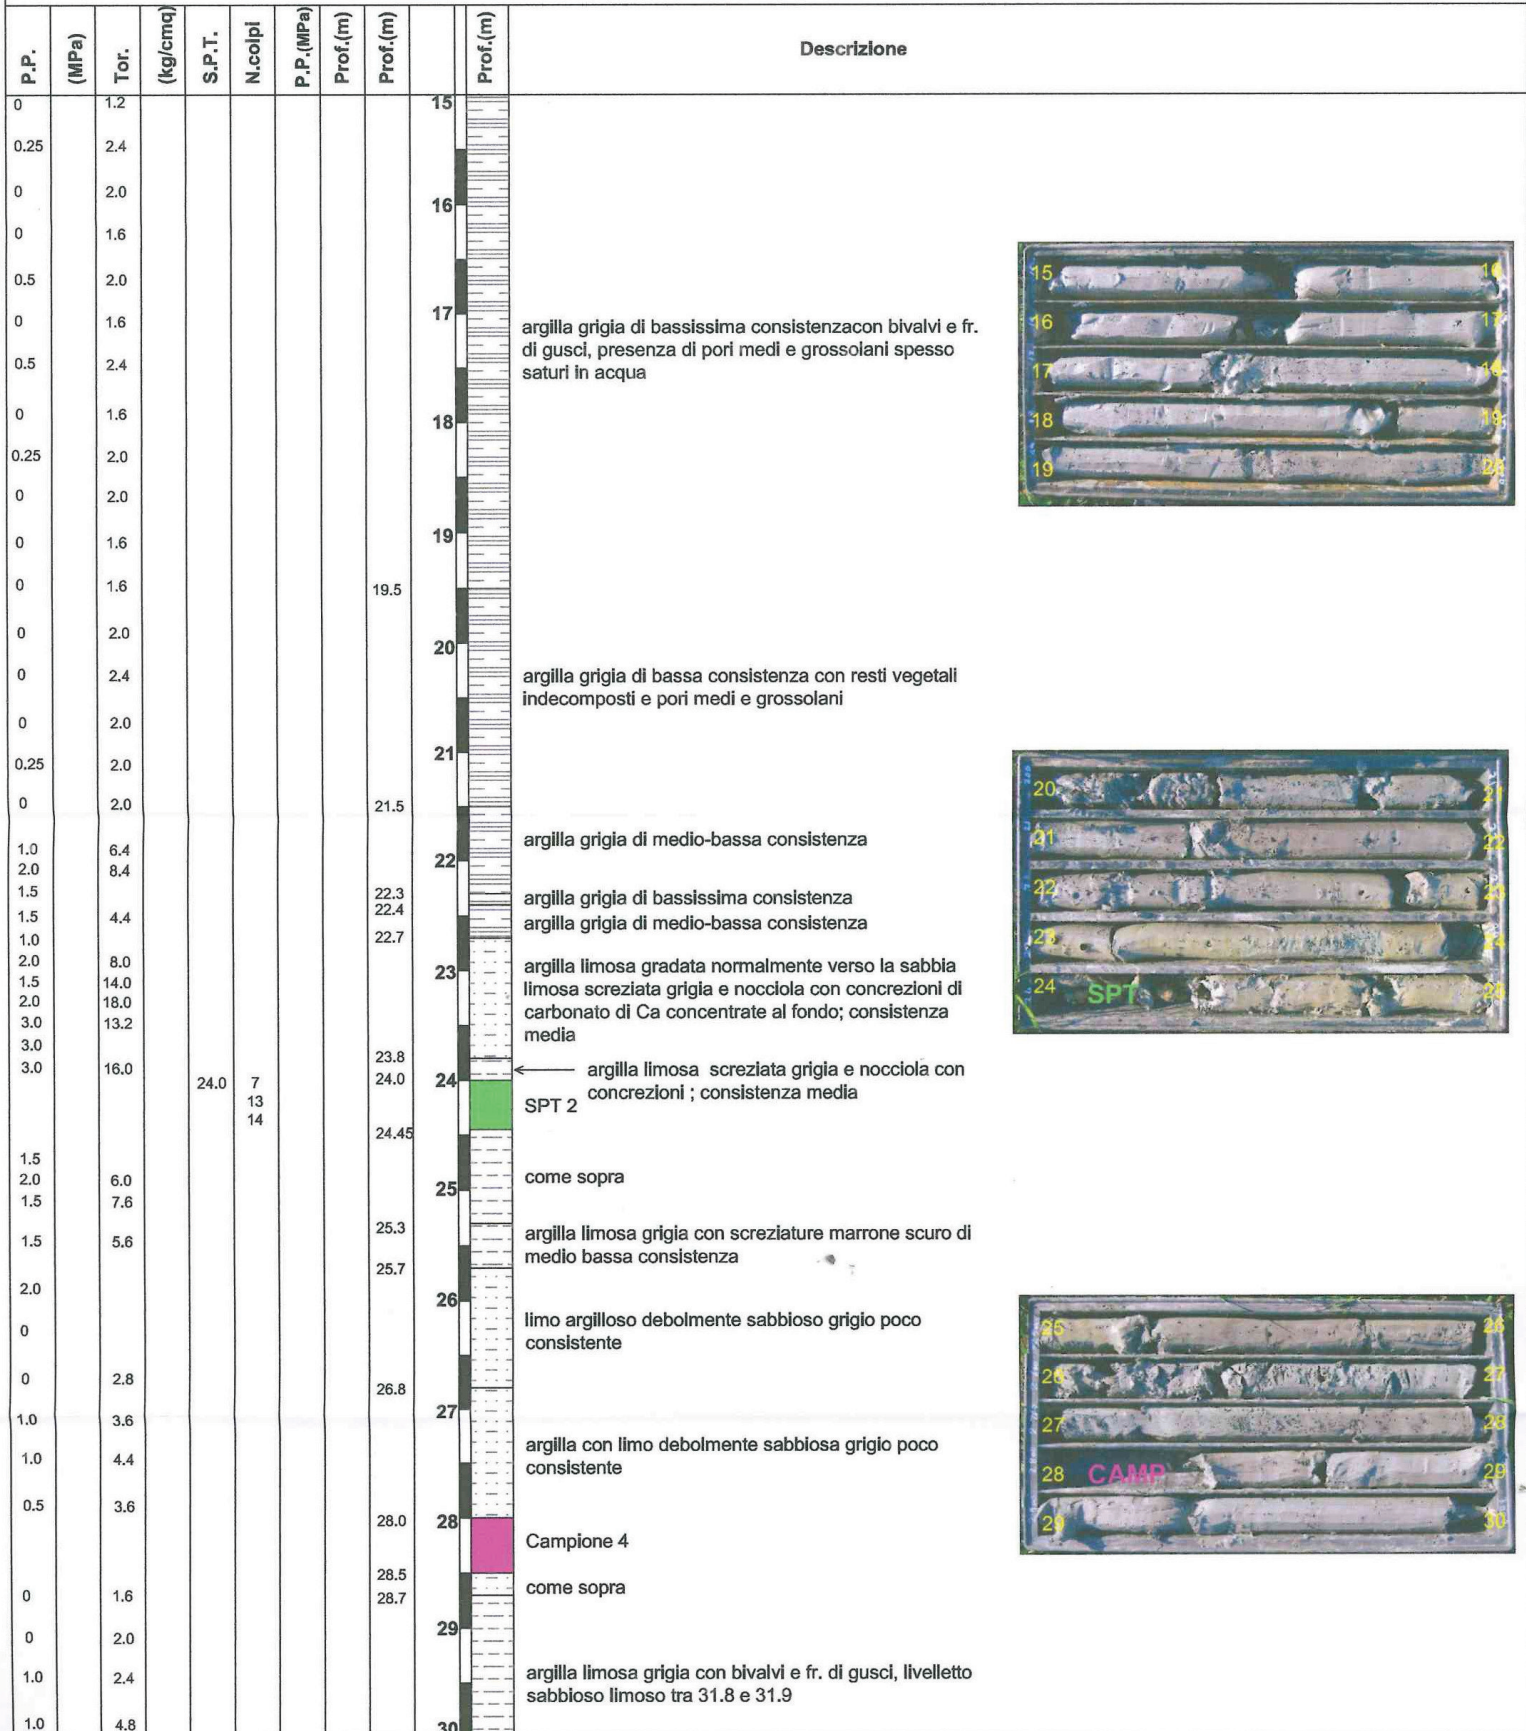 P.P. (MPa) Tor. (kg/cmq) S.P.T. N.colpi P.P.(MPa) Prof.(m) Prof.(m) Prof.(m) Descrizione
0 1.2 15
0.25 2.4
0 2.0
16
0 1.6
15 16
0.5 2.0
17
0 1.6
16 17
argilla grigia di bassissima consistenzacon bivalvi e fr.
di gusci, presenza di pori medi e grossolani spesso
saturi in acqua
0.5 2.4
17 18
0 1.6
18
18 19
0.25 2.0
19 20
0 2.0
19
0 1.6
0 1.6 19.5
0 2.0
20
0 2.4
argilla grigia di bassa consistenza con resti vegetali
indecomposti e pori medi e grossolani
0 2.0
21
0.25 2.0
20 21
0 2.0 21.5
21 22
argilla grigia di medio-bassa consistenza
1.0 6.4
22
2.0 8.4
22 23
1.5 22.3
argilla grigia di bassissima consistenza
22.4
1.5 4.4
argilla grigia di medio-bassa consistenza
1.0 22.7
23 24
2.0 8.0
23
argilla limosa gradata normalmente verso la sabbia
limosa screziata grigia e nocciola con concrezioni di
carbonato di Ca concentrate al fondo; consistenza
media
1.5 14.0
24 SPT 25
2.0 18.0
3.0 13.2
3.0
23.8
3.0 16.0
argilla limosa screziata grigia e nocciola con
concrezioni ; consistenza media
24.0 7 24.0 24
13
SPT 2
14
24.45
1.5
2.0 6.0
come sopra
25
1.5 7.6
25.3
argilla limosa grigia con screziature marrone scuro di
medio bassa consistenza
1.5 5.6
25.7
2.0
26
limo argilloso debolmente sabbioso grigio poco
consistente
0
25 26
0 2.8
26.8
26 27
27
1.0 3.6
27 28
argilla con limo debolmente sabbiosa grigio poco
consistente
1.0 4.4
28 CAMP 29
0.5 3.6
28.0 28
29 30
Campione 4
28.5
come sopra
0 1.6 28.7
29
0 2.0
argilla limosa grigia con bivalvi e fr. di gusci, livelletto
sabbioso limoso tra 31.8 e 31.9
1.0 2.4
1.0 4.8 30